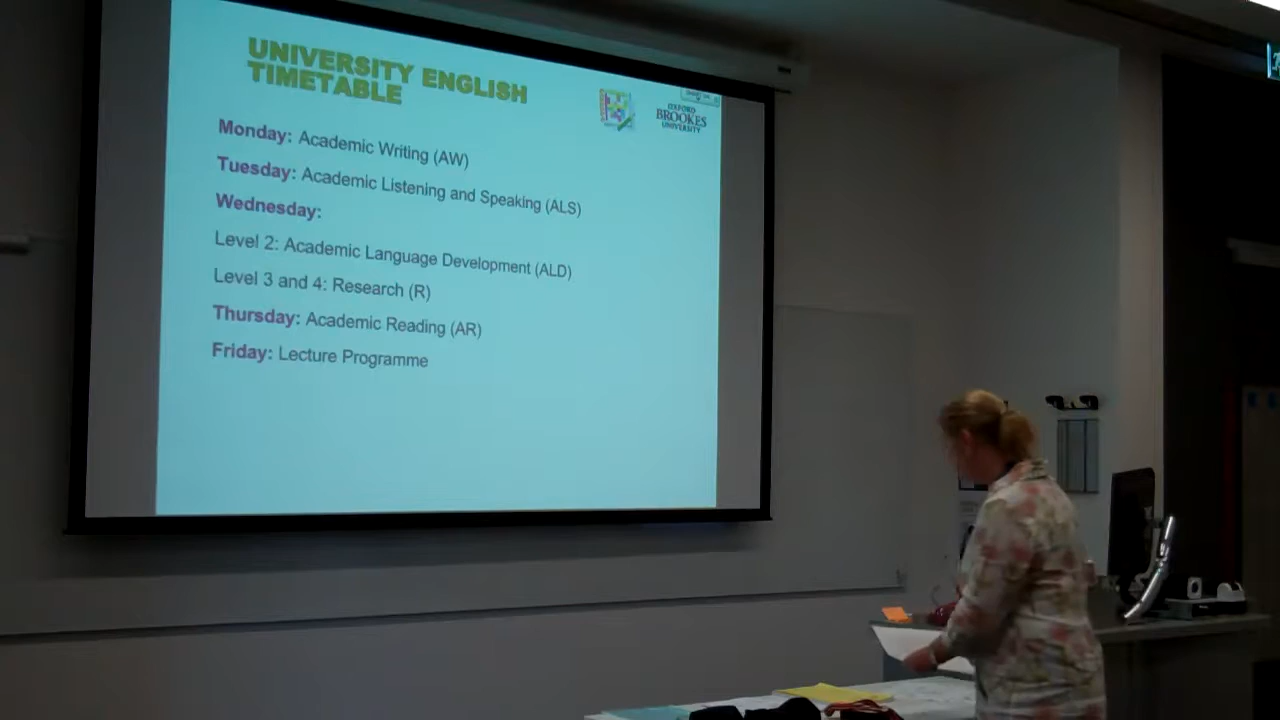 UNIVERSITY ENGLISH
TIMETABLE
OXFORD
BROOKES
UNIVERSITY
Monday: Academic Writing (AW)
Tuesday: Academic Listening and Speaking (ALS)
Wednesday:
Level 2: Academic Language Development (ALD)
Level 3 and 4: Research (R)
Thursday: Academic Reading (AR)
Friday: Lecture Programme